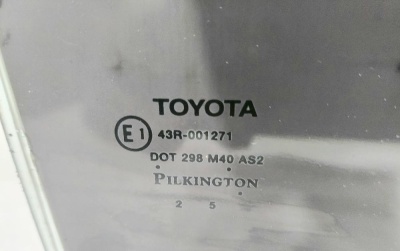 TOYOTA
E1 43R-001271
DOT 298 M40 AS2
PILKINGTON
2 5